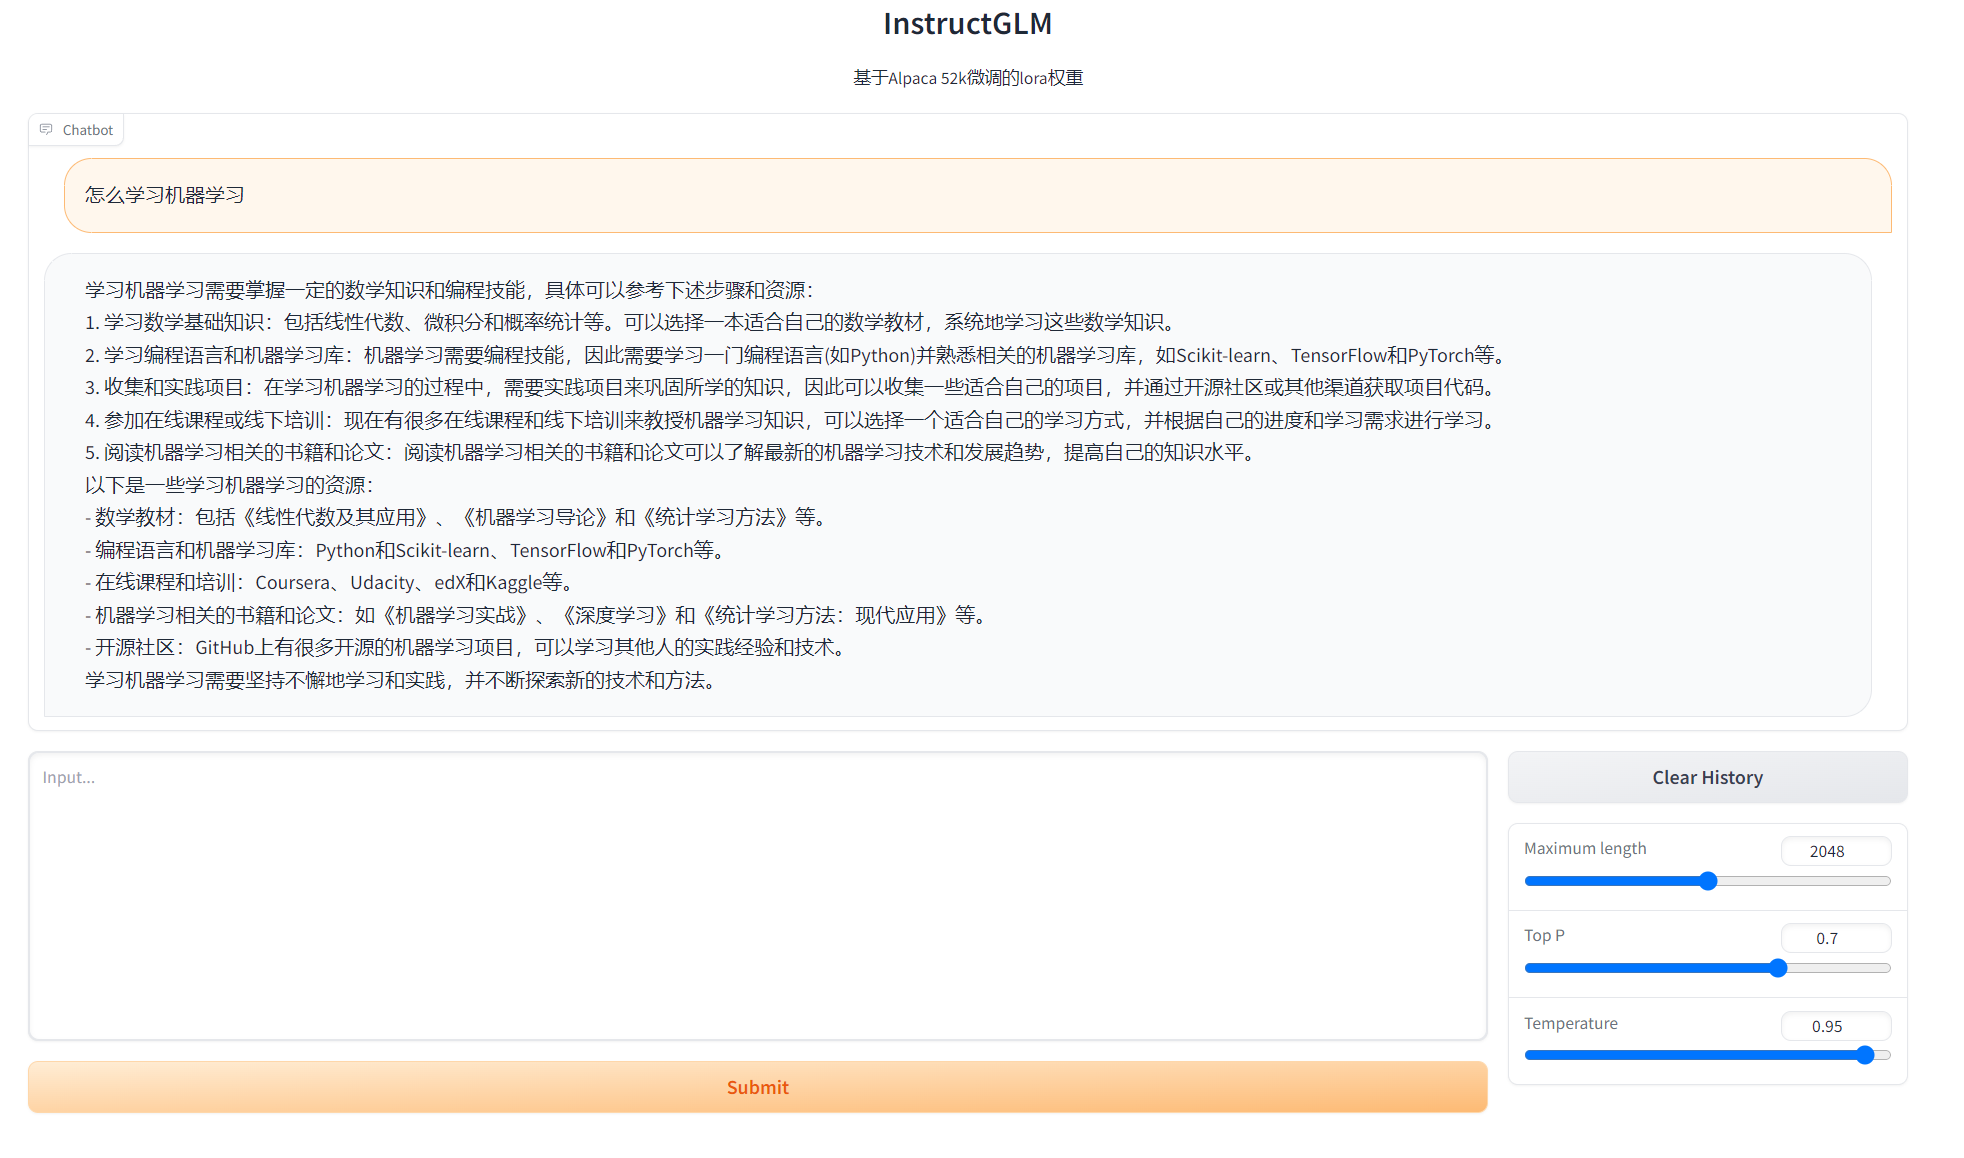 InstructGLM
基于Alpaca 52k微调的lora权重
Chatbot
怎么学习机器学习
学习机器学习需要掌握一定的数学知识和编程技能，具体可以参考下述步骤和资源：
1. 学习数学基础知识：包括线性代数、微积分和概率统计等。可以选择一本适合自己的数学教材，系统地学习这些数学知识。
2. 学习编程语言和机器学习库：机器学习需要编程技能，因此需要学习一门编程语言(如Python)并熟悉相关的机器学习库，如Scikit-learn、TensorFlow和PyTorch等。
3. 收集和实践项目：在学习机器学习的过程中，需要实践项目来巩固所学的知识，因此可以收集一些适合自己的项目，并通过开源社区或其他渠道获取项目代码。
4. 参加在线课程或线下培训：现在有很多在线课程和线下培训来教授机器学习知识，可以选择一个适合自己的学习方式，并根据自己的进度和学习需求进行学习。
5. 阅读机器学习相关的书籍和论文：阅读机器学习相关的书籍和论文可以了解最新的机器学习技术和发展趋势，提高自己的知识水平。
以下是一些学习机器学习的资源：
- 数学教材：包括《线性代数及其应用》、《机器学习导论》和《统计学习方法》等。
- 编程语言和机器学习库：Python和Scikit-learn、TensorFlow和PyTorch等。
- 在线课程和培训：Coursera、Udacity、edX和Kaggle等。
- 机器学习相关的书籍和论文：如《机器学习实战》、《深度学习》和《统计学习方法：现代应用》等。
- 开源社区：GitHub上有很多开源的机器学习项目，可以学习其他人的实践经验和技术。
学习机器学习需要坚持不懈地学习和实践，并不断探索新的技术和方法。
Input...
Clear History
Maximum length
2048
Top P
0.7
Temperature
0.95
Submit